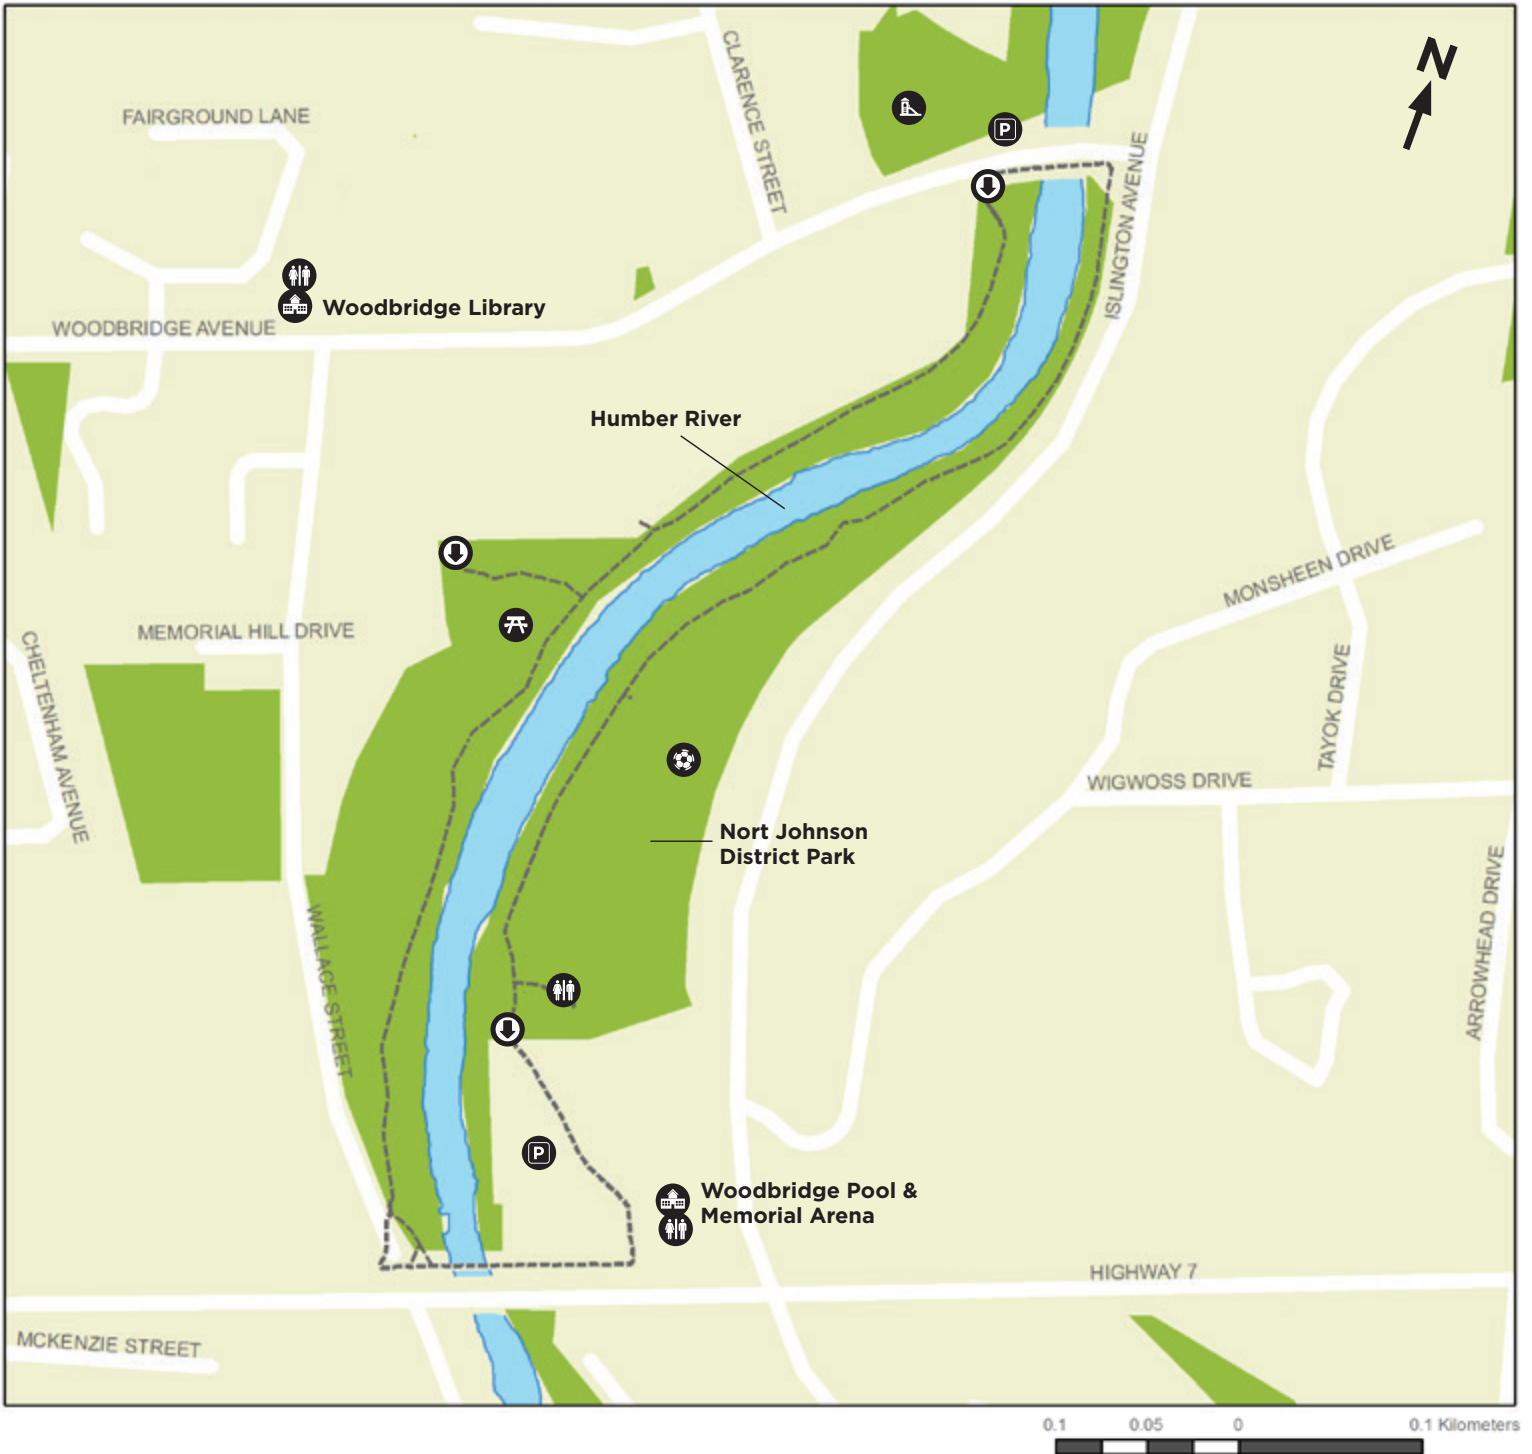 N
CLARENCE STREET
FAIRGROUND LANE
P
ISLINGTON AVENUE
Woodbridge Library
WOODBRIDGE AVENUE
Humber River
MONSHEEN DRIVE
MEMORIAL HILL DRIVE
CHELTENHAM AVENUE
TAYOK DRIVE
WIGWOSS DRIVE
Nort Johnson
District Park
ARROWHEAD DRIVE
WALLACE STREET
P
Woodbridge Pool &
Memorial Arena
HIGHWAY 7
MCKENZIE STREET
0.1 0.05 0 0.1 Kilometers